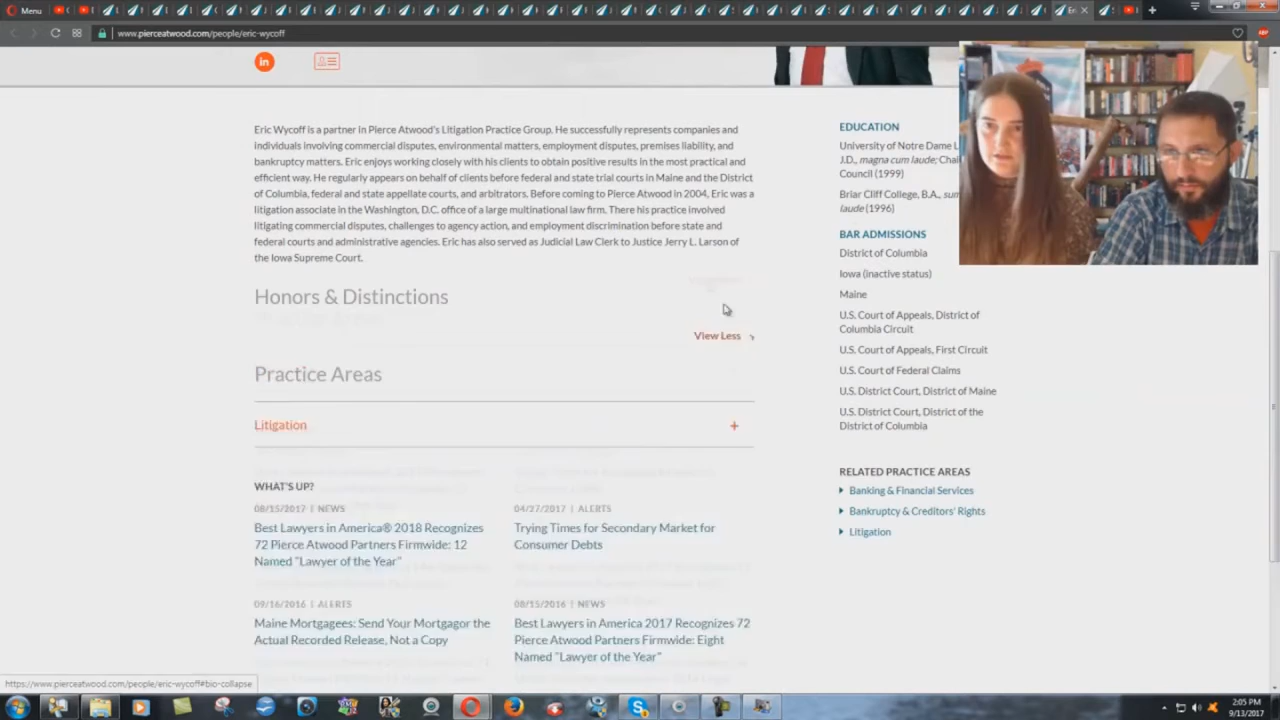 Menu
www.pierceatwood.com/people/eric-wycoff
in
Eric Wycoff is a partner in Pierce Atwood's Litigation Practice Group. He successfully represents companies and
individuals involving commercial disputes, environmental matters, employment disputes, premises liability, and
bankruptcy matters. Eric enjoys working closely with his clients to obtain positive results in the most practical and
efficient way. He regularly appears on behalf of clients before federal and state trial courts in Maine and the District
of Columbia, federal and state appellate courts, and arbitrators. Before coming to Pierce Atwood in 2004, Eric was a
litigation associate in the Washington, D.C. office of a large multinational law firm. There his practice involved
litigating commercial disputes, challenges to agency action, and employment discrimination before state and
federal courts and administrative agencies. Eric has also served as Judicial Law Clerk to Justice Jerry L. Larson of
the Iowa Supreme Court.
Honors & Distinctions
View Less
Practice Areas
Litigation +
WHAT'S UP?
08/15/2017 | NEWS
Best Lawyers in America® 2018 Recognizes
72 Pierce Atwood Partners Firmwide: 12
Named "Lawyer of the Year"
04/27/2017 | ALERTS
Trying Times for Secondary Market for
Consumer Debts
09/16/2016 | ALERTS
Maine Mortgagees: Send Your Mortgagor the
Actual Recorded Release, Not a Copy
08/15/2016 | NEWS
Best Lawyers in America 2017 Recognizes 72
Pierce Atwood Partners Firmwide: Eight
Named "Lawyer of the Year"
EDUCATION
University of Notre Dame L
J.D., magna cum laude; Chai
Council (1999)
Briar Cliff College, B.A., sum
laude (1996)
BAR ADMISSIONS
District of Columbia
Iowa (inactive status)
Maine
U.S. Court of Appeals, District of
Columbia Circuit
U.S. Court of Appeals, First Circuit
U.S. Court of Federal Claims
U.S. District Court, District of Maine
U.S. District Court, District of the
District of Columbia
RELATED PRACTICE AREAS
Banking & Financial Services
Bankruptcy & Creditors' Rights
Litigation
https://www.pierceatwood.com/people/eric-wycoff#bio-collapse
2:05 PM
9/13/2017